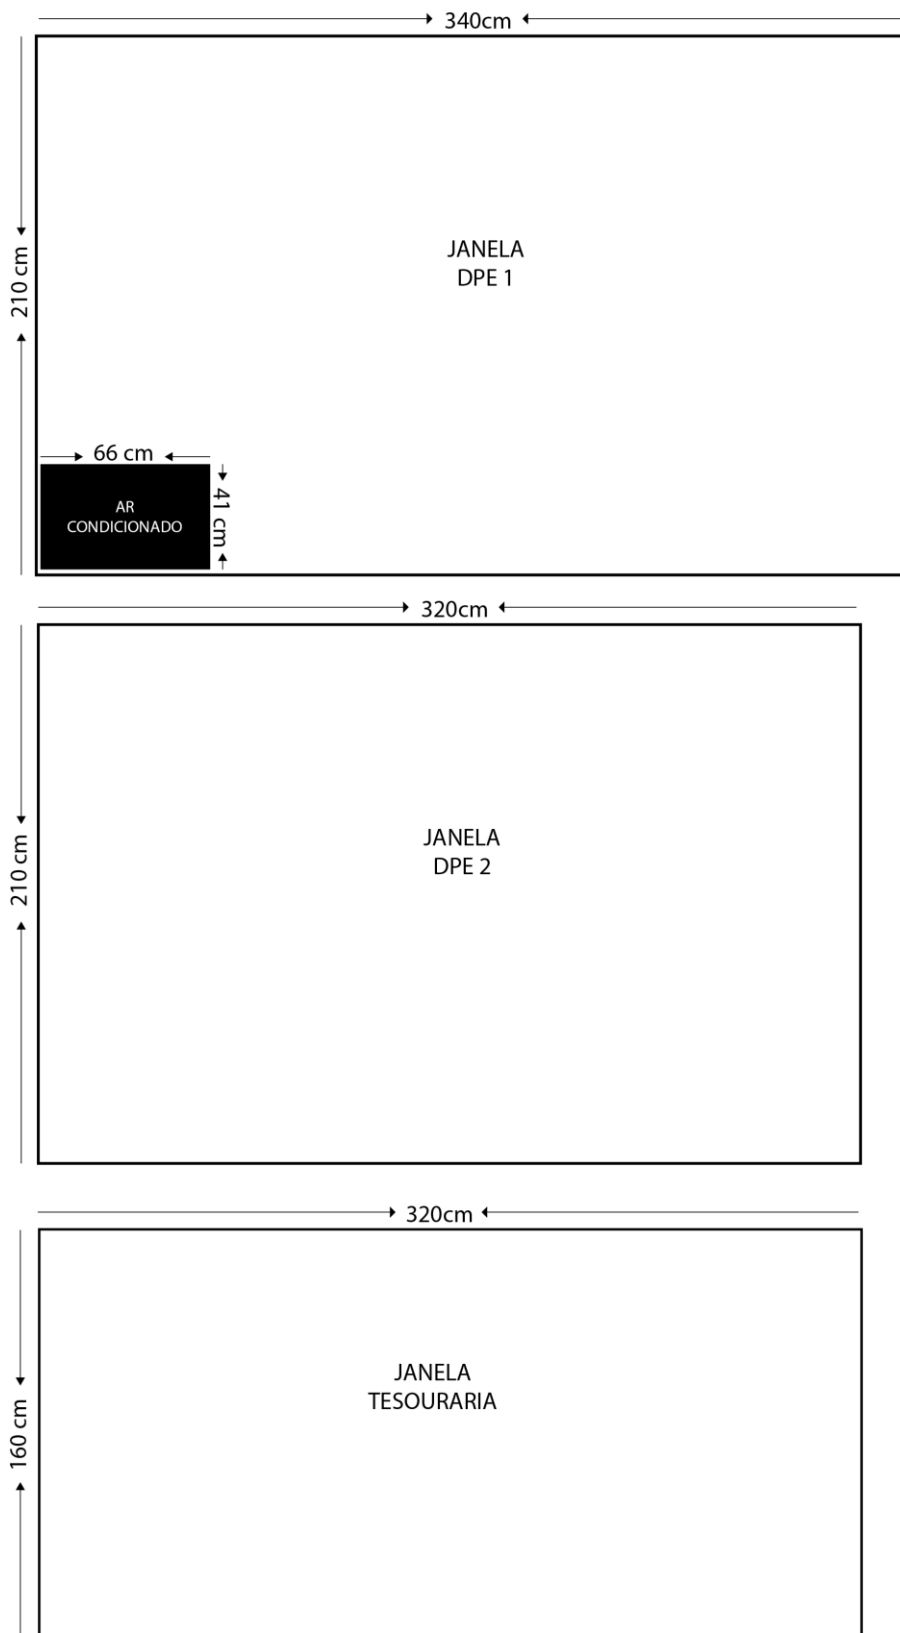 340cm
210 cm
JANELA
DPE 1
66 cm
41 cm
AR
CONDICIONADO
320cm
210 cm
JANELA
DPE 2
320cm
160 cm
JANELA
TESOURARIA